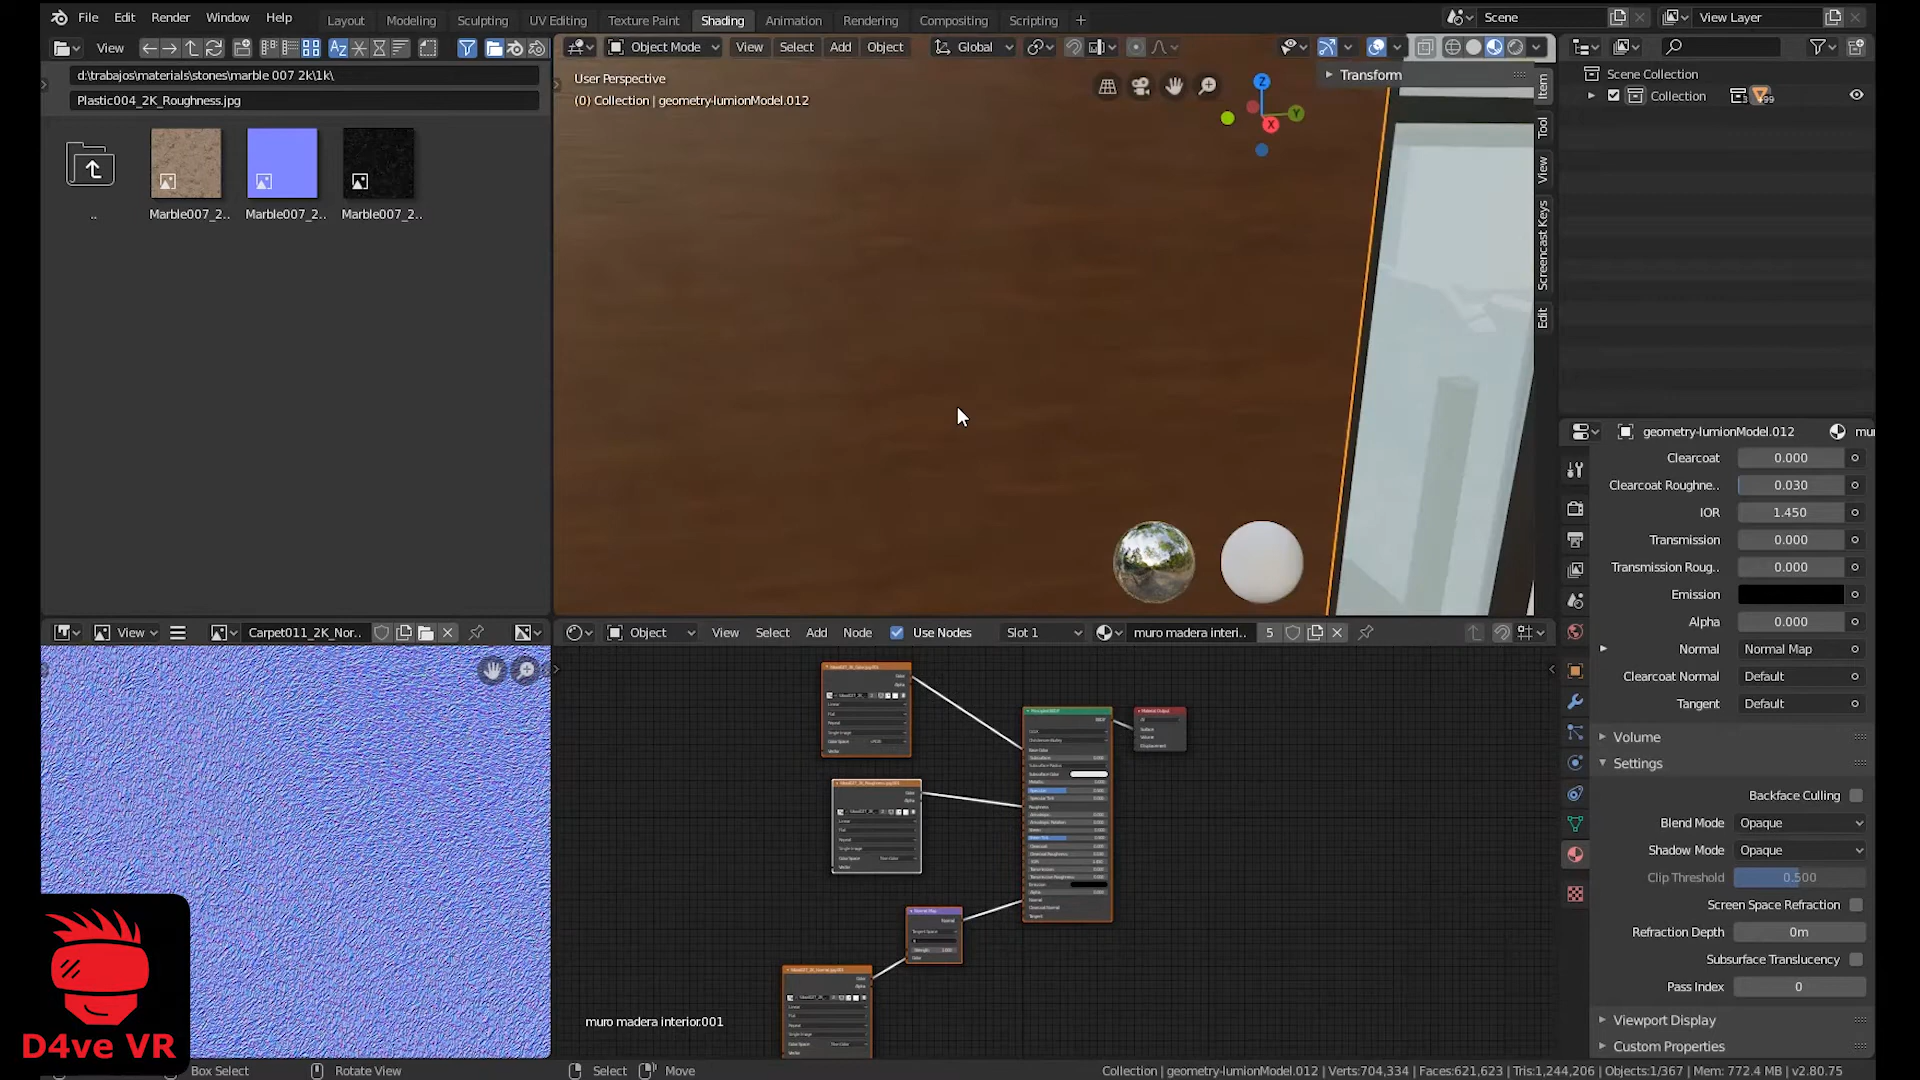 File Edit Render Window Help
Layout Modeling Sculpting UV Editing Texture Paint Shading Animation Rendering Compositing Scripting +
Scene
View Layer
View
d:\trabajos\materials\stones\marble 007 2k\1k\
Plastic004_2K_Roughness.jpg
..
Marble007_2..
Marble007_2..
Marble007_2..
Object Mode View Select Add Object Global
User Perspective
(0) Collection | geometry-lumionModel.012
Transform
Z
Y
X
Item
Tool
View
Screencast Keys
Edit
Scene Collection
Collection
geometry-lumionModel.012
Clearcoat 0.000
Clearcoat Roughne.. 0.030
IOR 1.450
Transmission 0.000
Transmission Roug.. 0.000
Emission
Alpha 0.000
Normal Normal Map
Clearcoat Normal Default
Tangent Default
Volume
Settings
Backface Culling
Blend Mode Opaque
Shadow Mode Opaque
Clip Threshold 0.500
Screen Space Refraction
Refraction Depth 0m
Subsurface Translucency
Pass Index 0
Viewport Display
Custom Properties
View
Carpet011_2K_Nor..
Object View Select Add Node Use Nodes Slot 1 muro madera interi.. 5
muro madera interior.001
D4ve VR
Box Select Rotate View Select Move
Collection | geometry-lumionModel.012 | Verts:704,334 | Faces:621,623 | Tris:1,244,206 | Objects:1/367 | Mem: 772.4 MB | v2.80.75